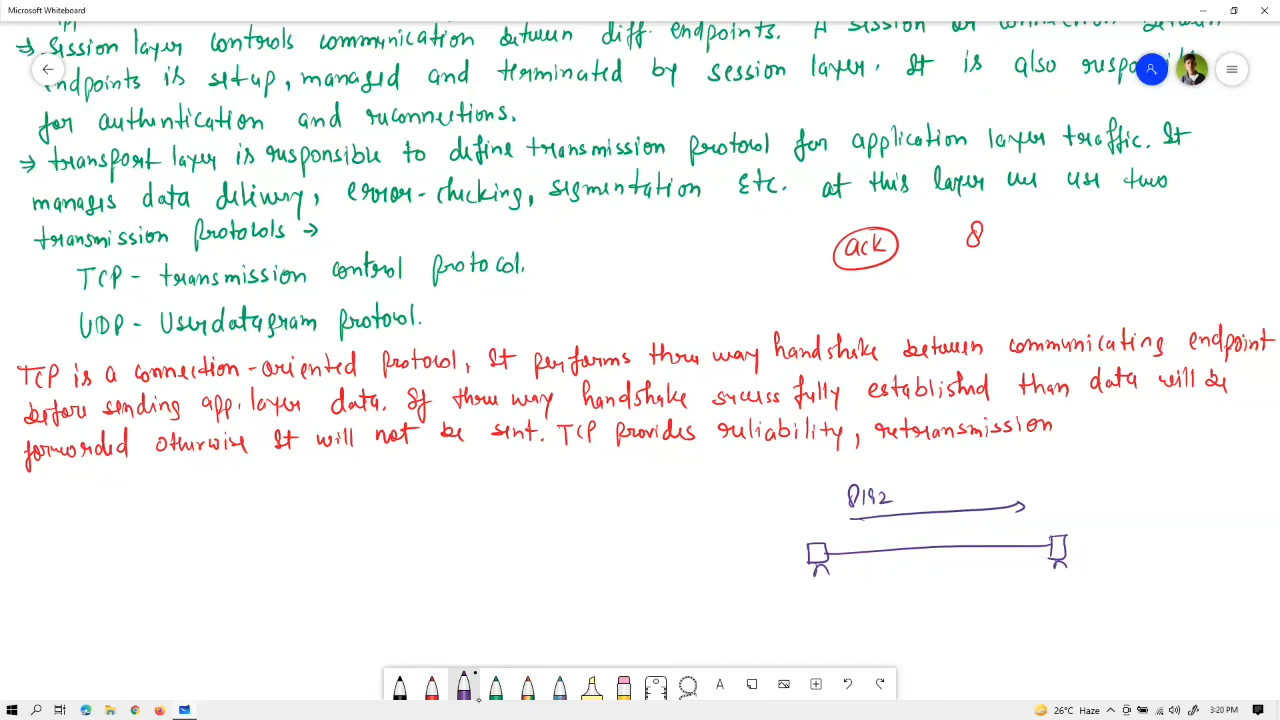 Microsoft Whiteboard
→ Session layer controls communication between diff. endpoints. A session or connection between
endpoints is setup, managed and terminated by session layer. It is also responsible
for authentication and reconnections.
→ transport layer is responsible to define transmission protocol for application layer traffic. It
manages data delivery, error-checking, segmentation Etc. at this layer we use two
transmission protocols →
ack 8
TCP - transmission control protocol.
UDP - Userdatagram protocol.
TCP is a connection-oriented protocol, It performs three way handshake between communicating endpoint
before sending app. layer data. If three way handshake sucess fully established than data will be
forworded otherwise It will not be sent. TCP provides reliability, retransmission
8192
A
26°C Haze
3:20 PM